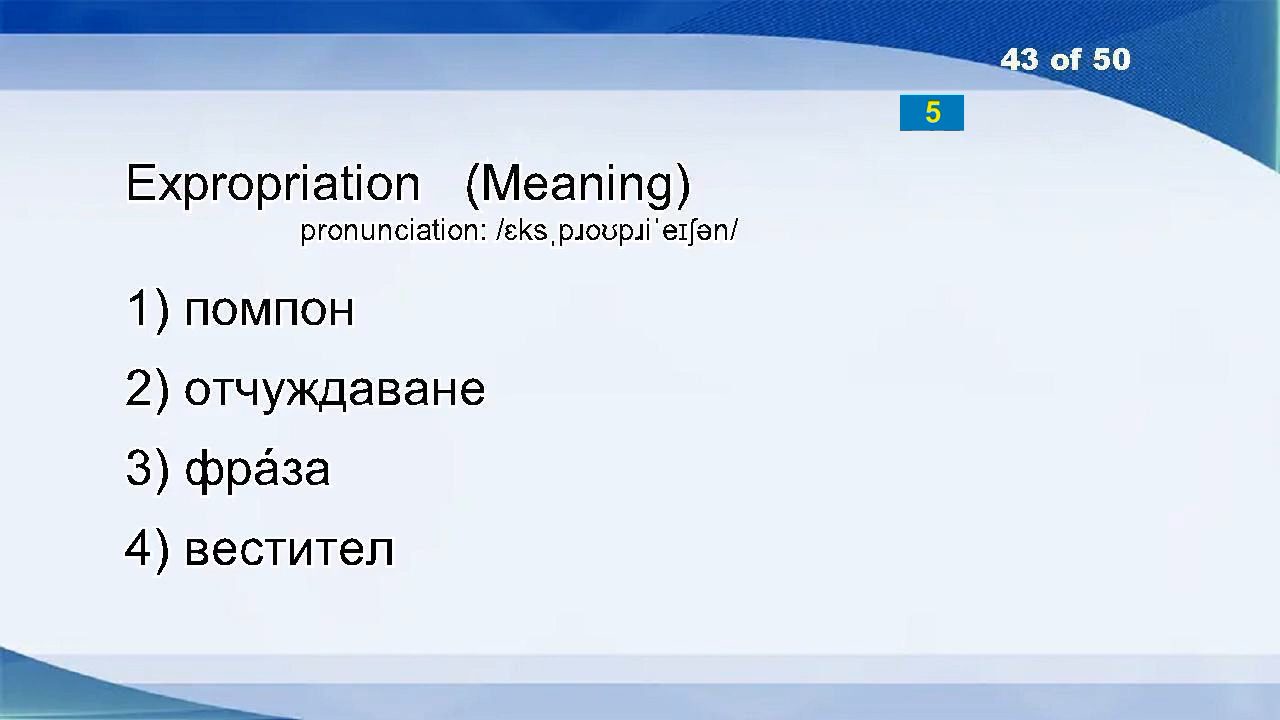 43 of 50
5
Expropriation (Meaning)
pronunciation: /ɛksˌpɹoʊpɹiˈeɪʃən/
1) помпон
2) отчуждаване
3) фра́за
4) вестител